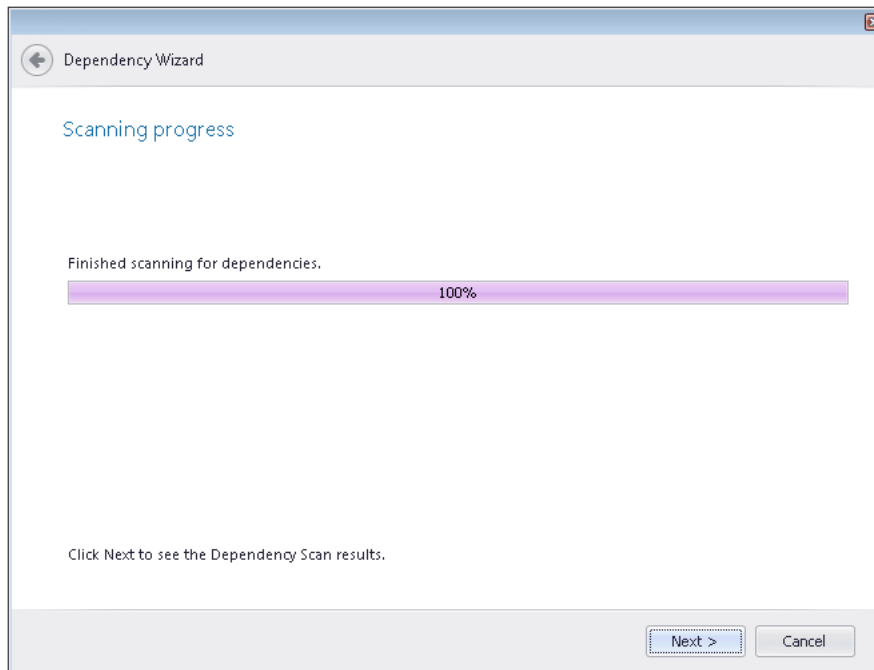 Dependency Wizard
Scanning progress
Finished scanning for dependencies.
100%
Click Next to see the Dependency Scan results.
Next >
Cancel